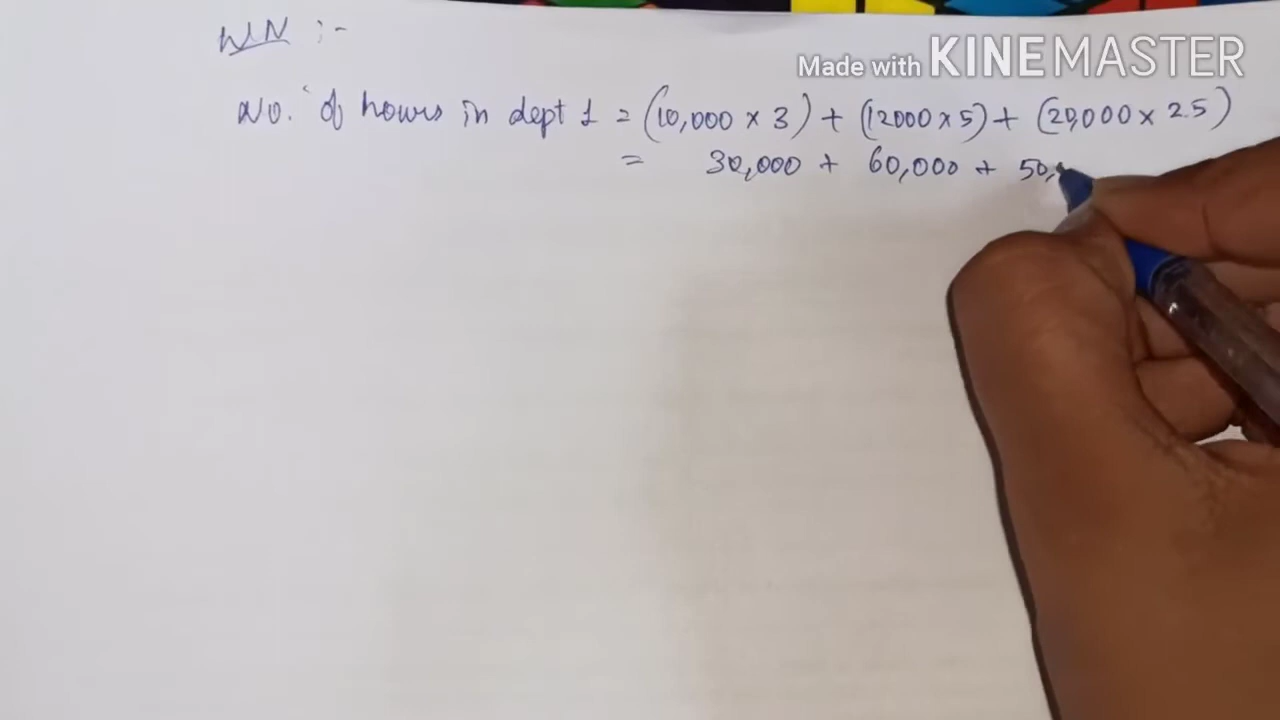 WN :-
Made with KINEMASTER
No. of hours in dept 1 = (10,000 × 3) + (12000 × 5) + (20,000 × 2.5)
= 30,000 + 60,000 + 50,